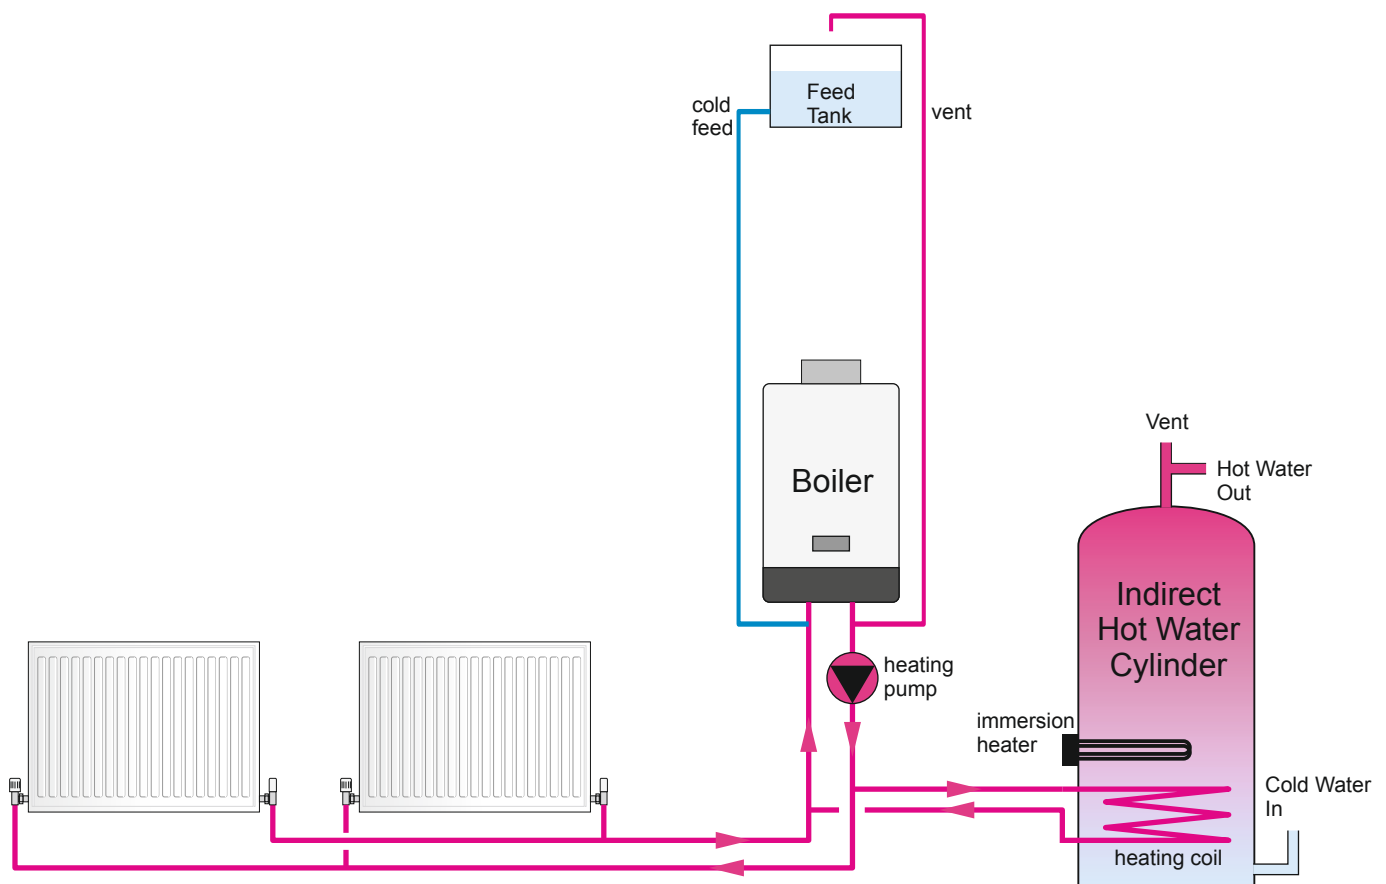 Feed
Tank
cold
feed
vent
Boiler
Vent
Hot Water
Out
Indirect
Hot Water
Cylinder
heating
pump
immersion
heater
Cold Water
In
heating coil